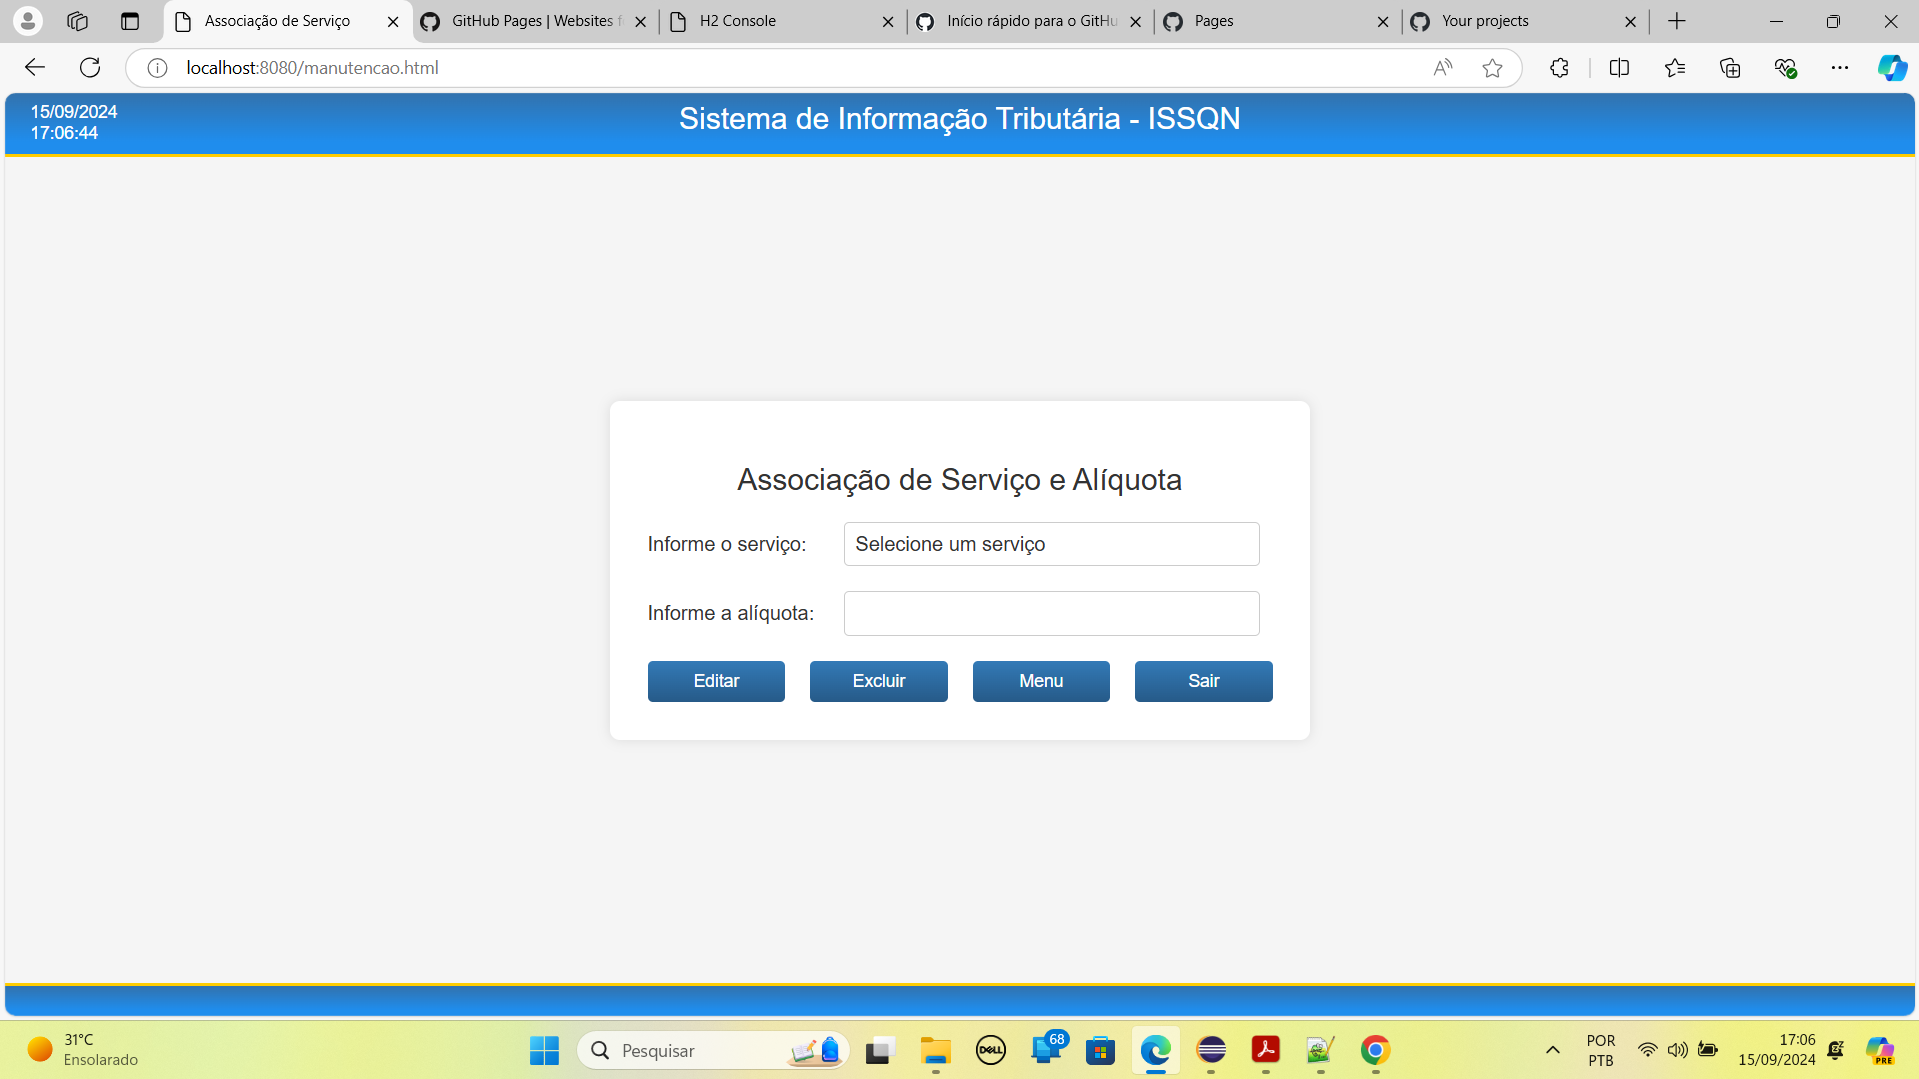 Associação de Serviço
GitHub Pages | Websites f
H2 Console
Início rápido para o GitHu
Pages
Your projects
localhost:8080/manutencao.html
15/09/2024
17:06:44
Sistema de Informação Tributária - ISSQN
Associação de Serviço e Alíquota
Informe o serviço:
Selecione um serviço
Informe a alíquota:
Editar
Excluir
Menu
Sair
31°C
Ensolarado
Pesquisar
DELL
68
POR
PTB
17:06
15/09/2024
PRE